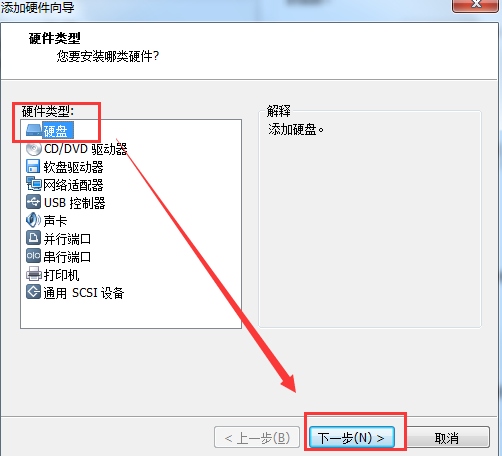 添加硬件向导
硬件类型
您要安装哪类硬件?
硬件类型:
硬盘
CD/DVD 驱动器
软盘驱动器
网络适配器
USB 控制器
声卡
并行端口
串行端口
打印机
通用 SCSI 设备
解释
添加硬盘。
< 上一步(B)
下一步(N) >
取消